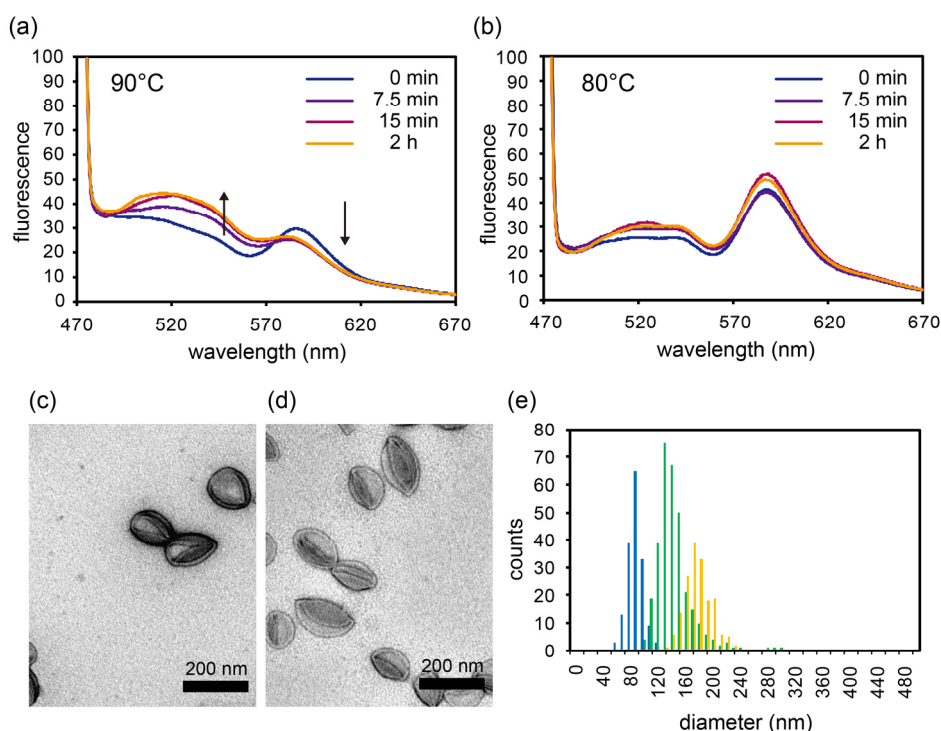 (a)
90°C
0 min
7.5 min
15 min
2 h
fluorescence
100
90
80
70
60
50
40
30
20
10
0
470 520 570 620 670
wavelength (nm)
(b)
80°C
0 min
7.5 min
15 min
2 h
fluorescence
100
90
80
70
60
50
40
30
20
10
0
470 520 570 620 670
wavelength (nm)
(c)
200 nm
(d)
200 nm
(e)
counts
80
70
60
50
40
30
20
10
0
0 40 80 120 160 200 240 280 320 360 400 440 480
diameter (nm)